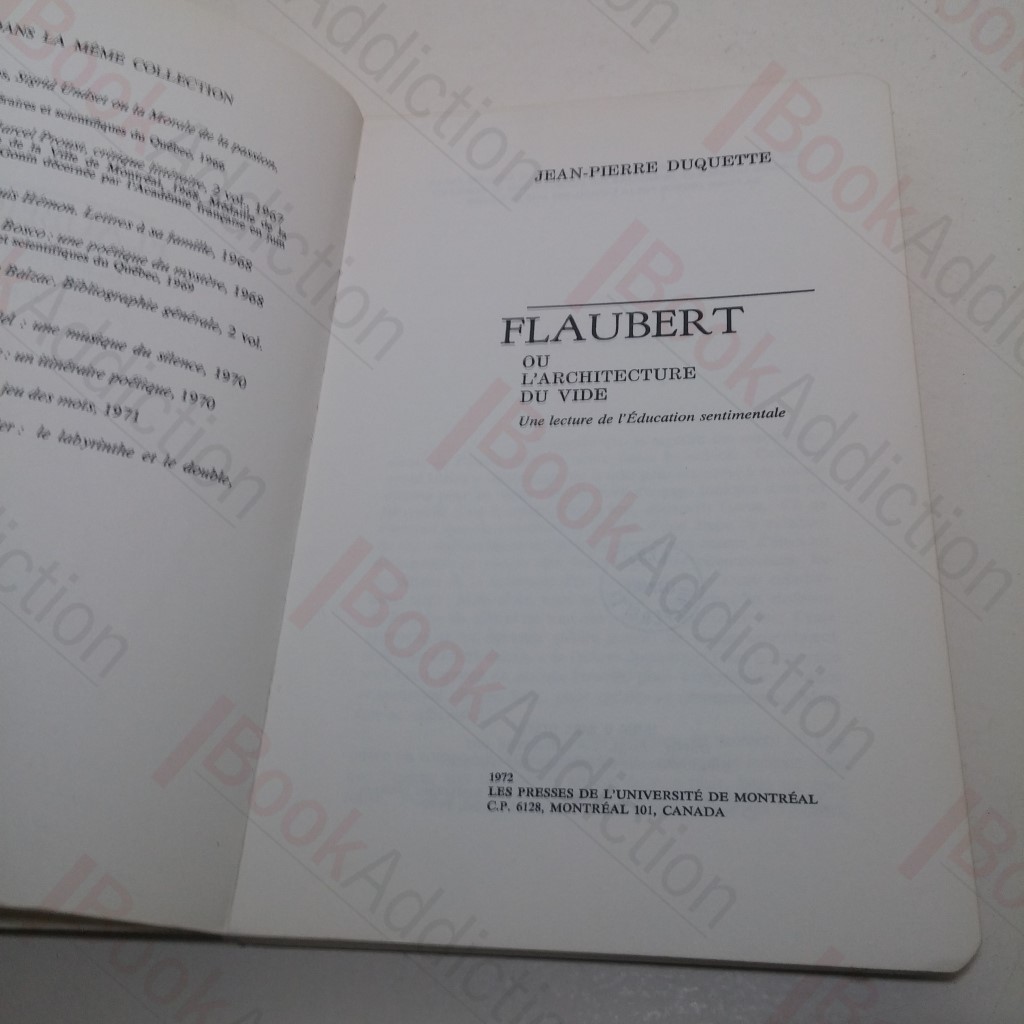 DANS LA MÊME COLLECTION
Sigrid Undset ou la Morale de la passion,
et scientifiques du Québec, 1966
Marcel Proust, critique littéraire, 2 vol., 1967
de la Ville de Montréal, 1968, Médaille de la
décernée par l'Académie française en juin
Hémon, Lettres à sa famille, 1968
Bosco : une poétique du mystère, 1968
et scientifiques du Québec, 1969
Balzac, Bibliographie générale, 2 vol.
: une musique du silence, 1970
: un itinéraire poétique, 1970
jeu des mots, 1971
: le labyrinthe et le double,
JEAN-PIERRE DUQUETTE
FLAUBERT
OU
L'ARCHITECTURE
DU VIDE
Une lecture de l'Éducation sentimentale
1972
LES PRESSES DE L'UNIVERSITÉ DE MONTRÉAL
C.P. 6128, MONTRÉAL 101, CANADA
BookAddiction